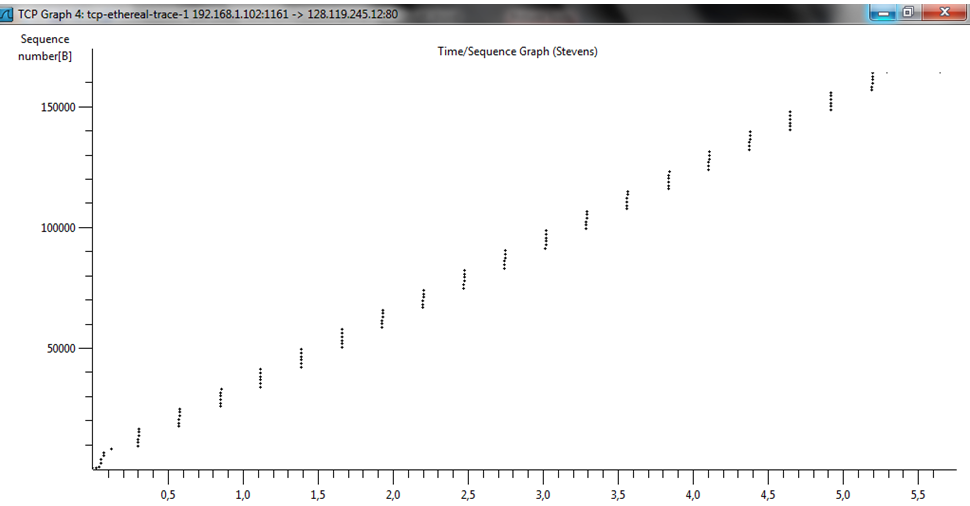 TCP Graph 4: tcp-ethereal-trace-1 192.168.1.102:1161 -> 128.119.245.12:80
Sequence
number[B]
Time/Sequence Graph (Stevens)
150000
100000
50000
0,5 1,0 1,5 2,0 2,5 3,0 3,5 4,0 4,5 5,0 5,5